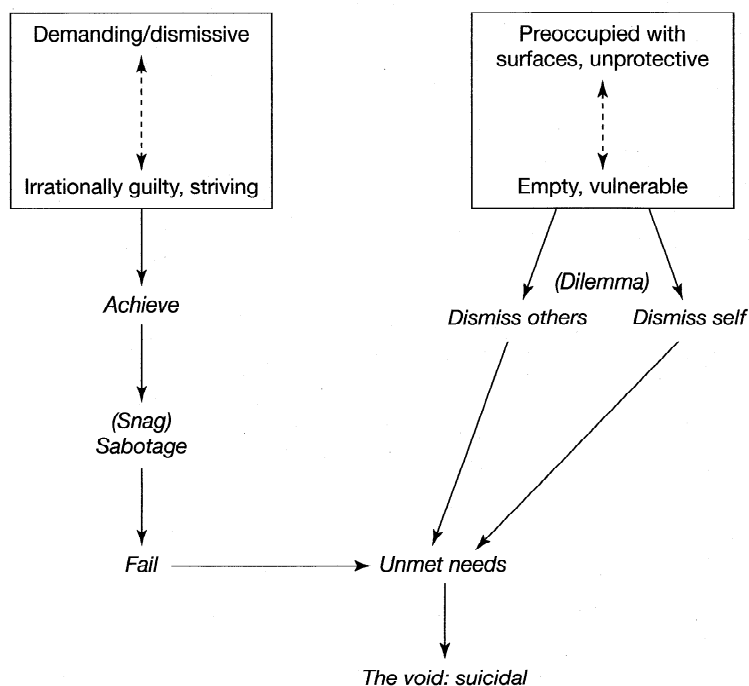 Demanding/dismissive
Irrationally guilty, striving
Preoccupied with
surfaces, unprotective
Empty, vulnerable
Achieve
(Dilemma)
Dismiss others
Dismiss self
(Snag)
Sabotage
Fail
Unmet needs
The void: suicidal